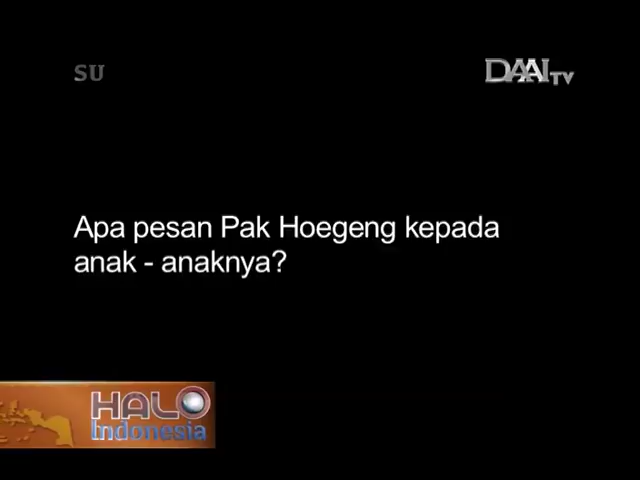 SU
DAAI TV
Apa pesan Pak Hoegeng kepada
anak - anaknya?
HALO
Indonesia